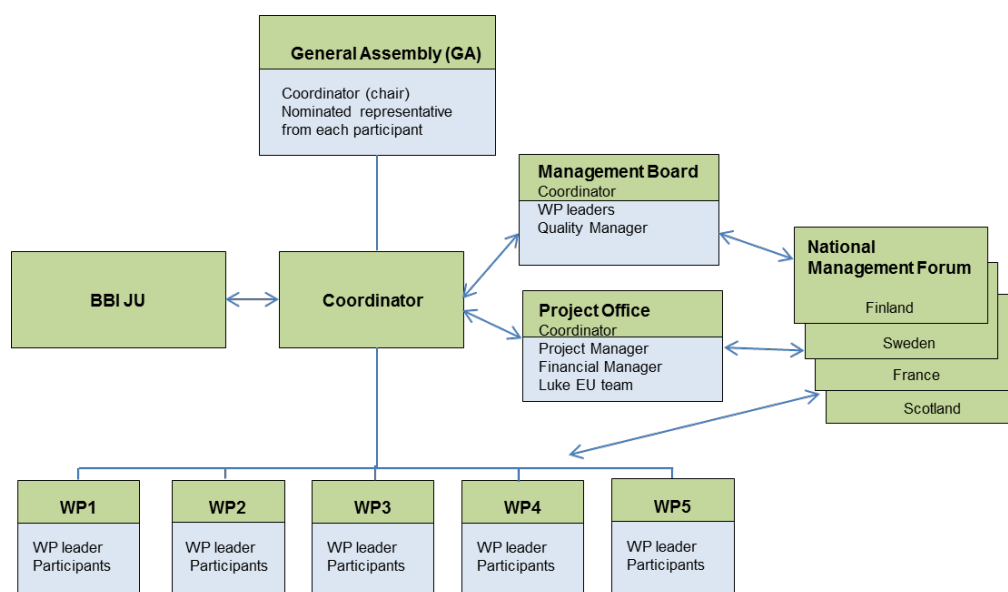 General Assembly (GA)
Coordinator (chair)
Nominated representative
from each participant
Management Board
Coordinator
WP leaders
Quality Manager
National
Management Forum
Finland
Sweden
France
Scotland
BBI JU
Coordinator
Project Office
Coordinator
Project Manager
Financial Manager
Luke EU team
WP1
WP leader
Participants
WP2
WP leader
Participants
WP3
WP leader
Participants
WP4
WP leader
Participants
WP5
WP leader
Participants